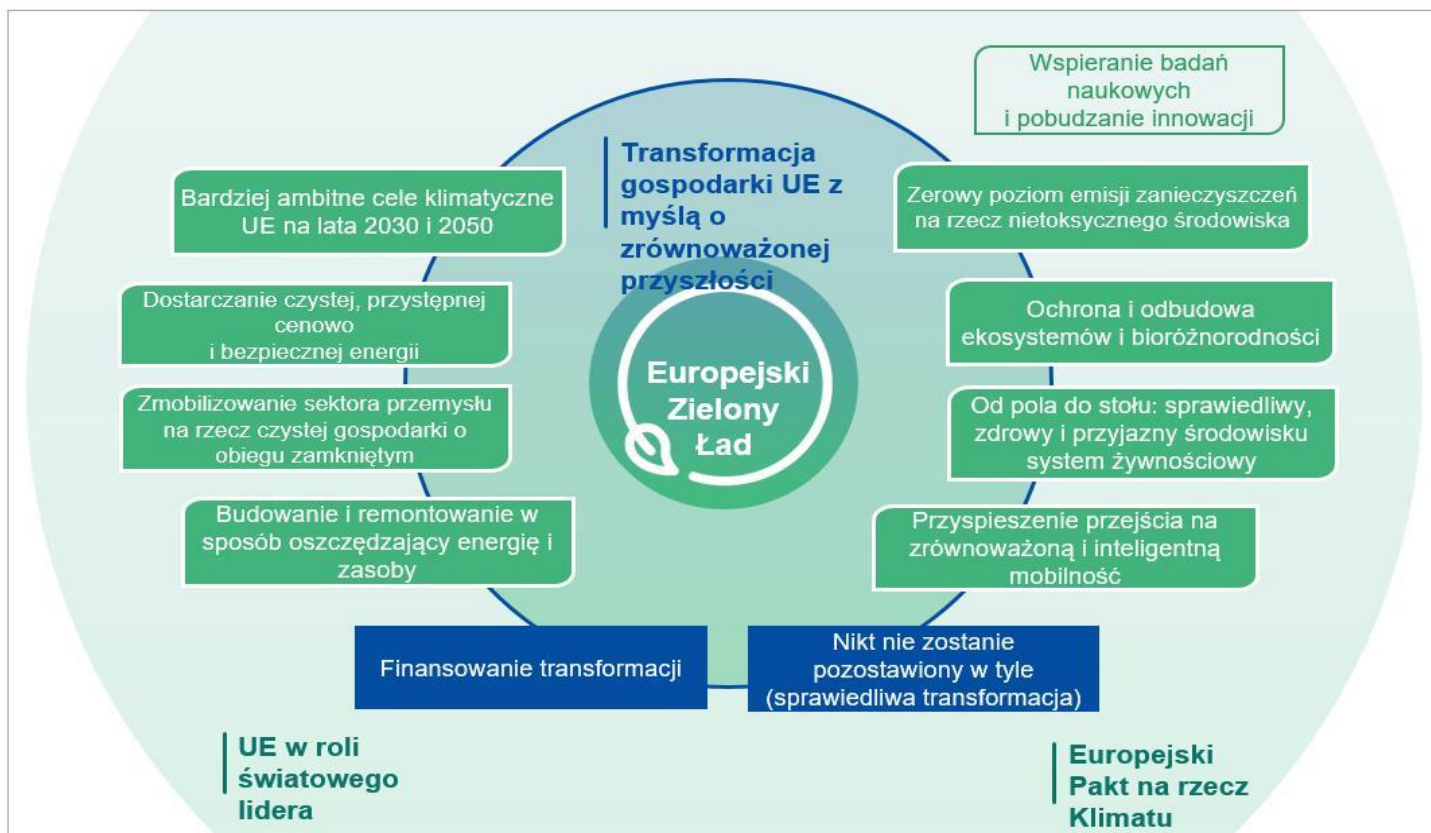 Wspieranie badań
naukowych
i pobudzanie innowacji
Transformacja
gospodarki UE z
myślą o
zrównoważonej
przyszłości
Bardziej ambitne cele klimatyczne
UE na lata 2030 i 2050
Zerowy poziom emisji zanieczyszczeń
na rzecz nietoksycznego środowiska
Dostarczanie czystej, przystępnej
cenowo
i bezpiecznej energii
Ochrona i odbudowa
ekosystemów i bioróżnorodności
Europejski
Zielony
Ład
Zmobilizowanie sektora przemysłu
na rzecz czystej gospodarki o
obiegu zamkniętym
Od pola do stołu: sprawiedliwy,
zdrowy i przyjazny środowisku
system żywnościowy
Budowanie i remontowanie w
sposób oszczędzający energię i
zasoby
Przyspieszenie przejścia na
zrównoważoną i inteligentną
mobilność
Finansowanie transformacji
Nikt nie zostanie
pozostawiony w tyle
(sprawiedliwa transformacja)
UE w roli
światowego
lidera
Europejski
Pakt na rzecz
Klimatu